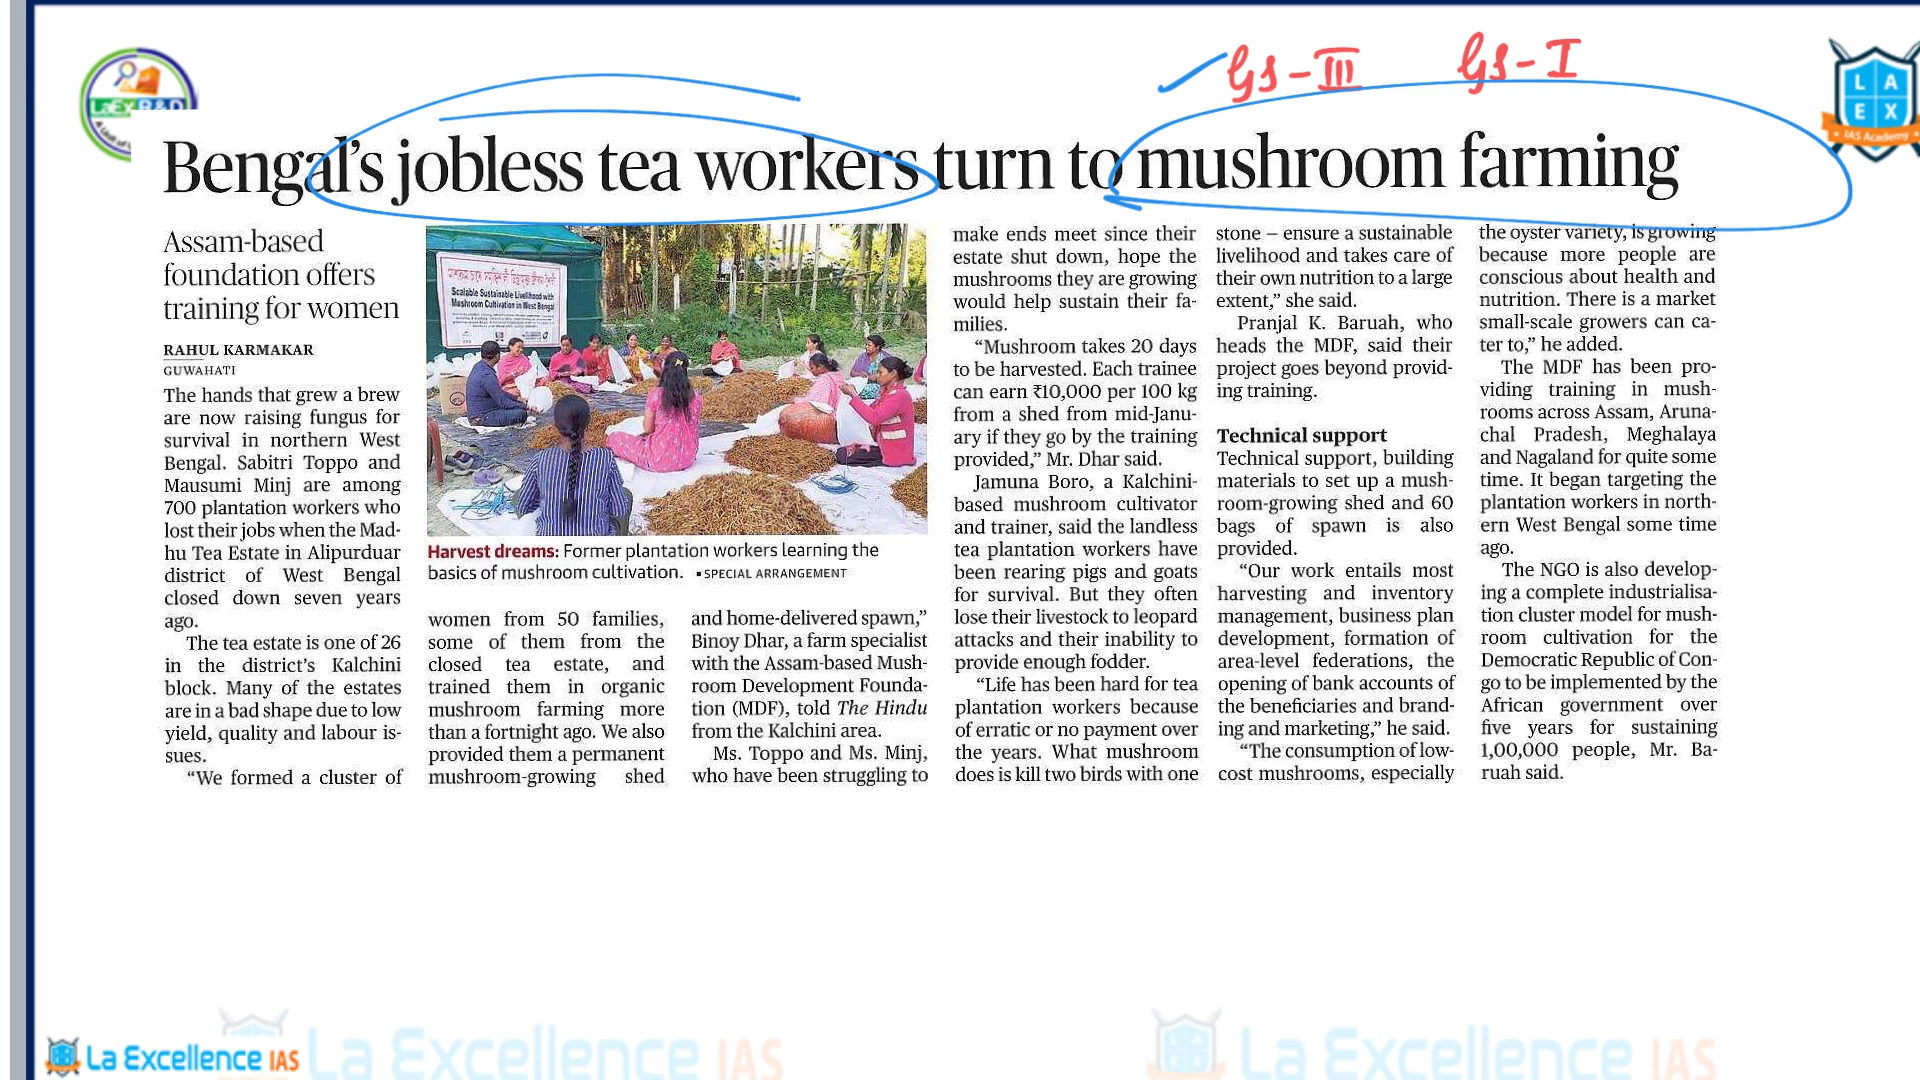 GS-III GS-I
LaEx R&D
L A
E X
IAS Academy
Bengal's jobless tea workers turn to mushroom farming
Assam-based
foundation offers
training for women
RAHUL KARMAKAR
GUWAHATI
The hands that grew a brew
are now raising fungus for
survival in northern West
Bengal. Sabitri Toppo and
Mausumi Minj are among
700 plantation workers who
lost their jobs when the Mad-
hu Tea Estate in Alipurduar
district of West Bengal
closed down seven years
ago.
The tea estate is one of 26
in the district's Kalchini
block. Many of the estates
are in a bad shape due to low
yield, quality and labour is-
sues.
"We formed a cluster of
Scalable Sustainable Livelihood with
Mushroom Cultivation in West Bengal
Harvest dreams: Former plantation workers learning the
basics of mushroom cultivation. ▪ SPECIAL ARRANGEMENT
women from 50 families,
some of them from the
closed tea estate, and
trained them in organic
mushroom farming more
than a fortnight ago. We also
provided them a permanent
mushroom-growing shed
and home-delivered spawn,"
Binoy Dhar, a farm specialist
with the Assam-based Mush-
room Development Founda-
tion (MDF), told The Hindu
from the Kalchini area.
Ms. Toppo and Ms. Minj,
who have been struggling to
make ends meet since their
estate shut down, hope the
mushrooms they are growing
would help sustain their fa-
milies.
"Mushroom takes 20 days
to be harvested. Each trainee
can earn ₹10,000 per 100 kg
from a shed from mid-Janu-
ary if they go by the training
provided," Mr. Dhar said.
Jamuna Boro, a Kalchini-
based mushroom cultivator
and trainer, said the landless
tea plantation workers have
been rearing pigs and goats
for survival. But they often
lose their livestock to leopard
attacks and their inability to
provide enough fodder.
"Life has been hard for tea
plantation workers because
of erratic or no payment over
the years. What mushroom
does is kill two birds with one
stone – ensure a sustainable
livelihood and takes care of
their own nutrition to a large
extent," she said.
Pranjal K. Baruah, who
heads the MDF, said their
project goes beyond provid-
ing training.
Technical support
Technical support, building
materials to set up a mush-
room-growing shed and 60
bags of spawn is also
provided.
"Our work entails most
harvesting and inventory
management, business plan
development, formation of
area-level federations, the
opening of bank accounts of
the beneficiaries and brand-
ing and marketing," he said.
"The consumption of low-
cost mushrooms, especially
the oyster variety, is growing
because more people are
conscious about health and
nutrition. There is a market
small-scale growers can ca-
ter to," he added.
The MDF has been pro-
viding training in mush-
rooms across Assam, Aruna-
chal Pradesh, Meghalaya
and Nagaland for quite some
time. It began targeting the
plantation workers in north-
ern West Bengal some time
ago.
The NGO is also develop-
ing a complete industrialisa-
tion cluster model for mush-
room cultivation for the
Democratic Republic of Con-
go to be implemented by the
African government over
five years for sustaining
1,00,000 people, Mr. Ba-
ruah said.
La Excellence IAS
La Excellence IAS
La Excellence IAS